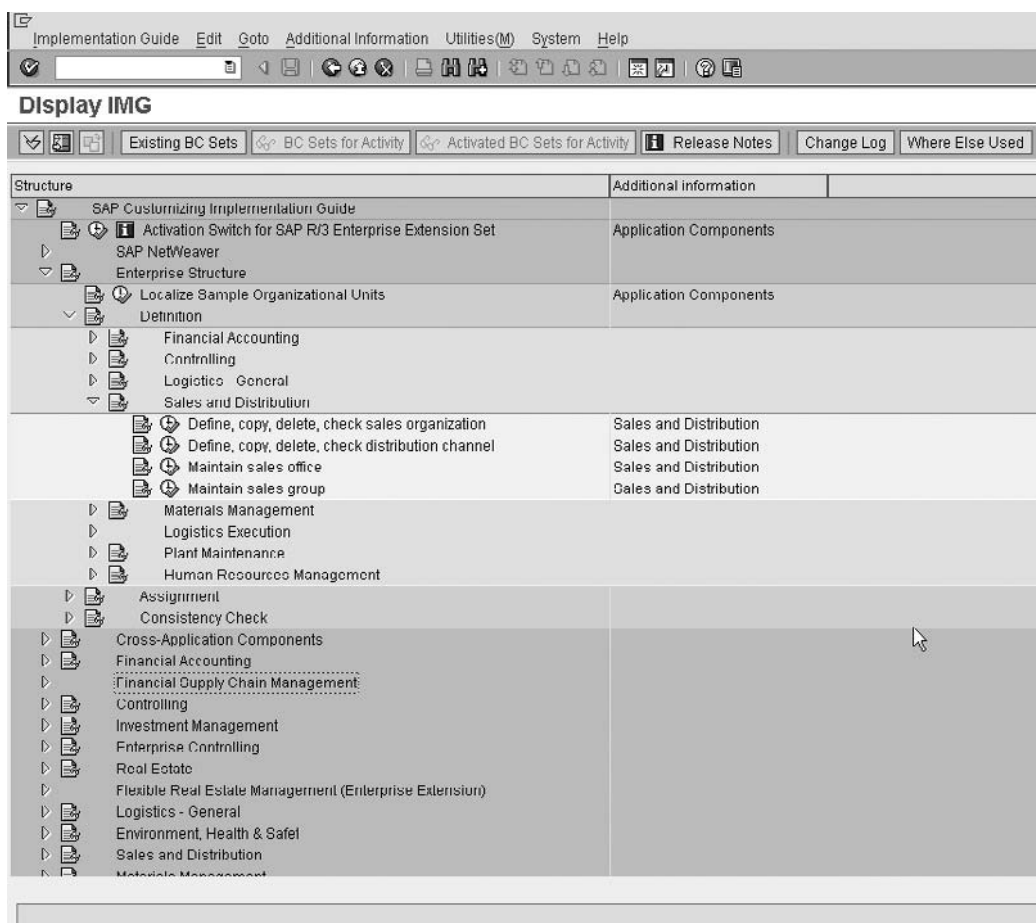 Implementation Guide Edit Goto Additional Information Utilities(M) System Help
Display IMG
Existing BC Sets BC Sets for Activity Activated BC Sets for Activity Release Notes Change Log Where Else Used
Structure Additional information
SAP Customizing Implementation Guide
Activation Switch for SAP R/3 Enterprise Extension Set Application Components
SAP NetWeaver
Enterprise Structure
Localize Sample Organizational Units Application Components
Definition
Financial Accounting
Controlling
Logistics - General
Sales and Distribution
Define, copy, delete, check sales organization Sales and Distribution
Define, copy, delete, check distribution channel Sales and Distribution
Maintain sales office Sales and Distribution
Maintain sales group Sales and Distribution
Materials Management
Logistics Execution
Plant Maintenance
Human Resources Management
Assignment
Consistency Check
Cross-Application Components
Financial Accounting
Financial Supply Chain Management
Controlling
Investment Management
Enterprise Controlling
Real Estate
Flexible Real Estate Management (Enterprise Extension)
Logistics - General
Environment, Health & Safet
Sales and Distribution
Materials Management